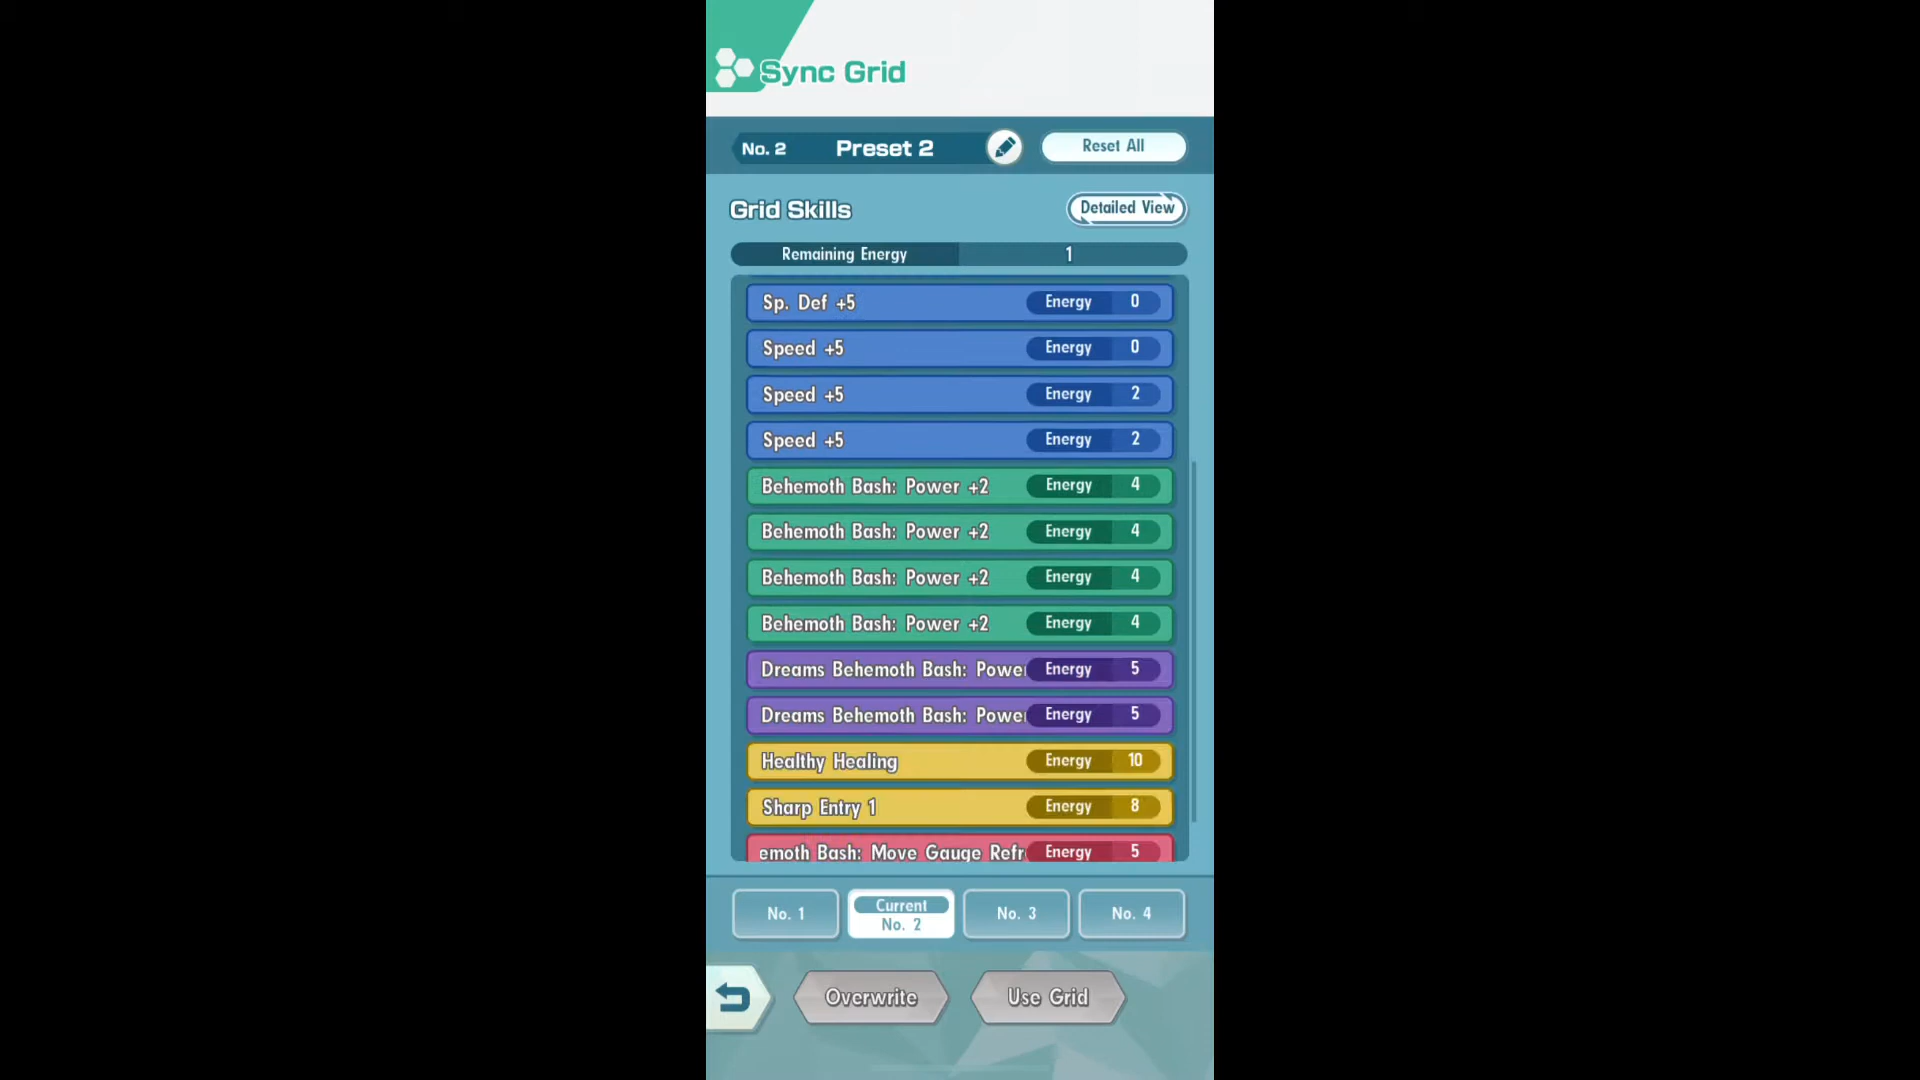 Sync Grid
No. 2 Preset 2 Reset All
Grid Skills Detailed View
Remaining Energy 1
Sp. Def +5 Energy 0
Speed +5 Energy 0
Speed +5 Energy 2
Speed +5 Energy 2
Behemoth Bash: Power +2 Energy 4
Behemoth Bash: Power +2 Energy 4
Behemoth Bash: Power +2 Energy 4
Behemoth Bash: Power +2 Energy 4
Dreams Behemoth Bash: Power Energy 5
Dreams Behemoth Bash: Power Energy 5
Healthy Healing Energy 10
Sharp Entry 1 Energy 8
emoth Bash: Move Gauge Refr Energy 5
No. 1 Current No. 3 No. 4
No. 2
Overwrite Use Grid